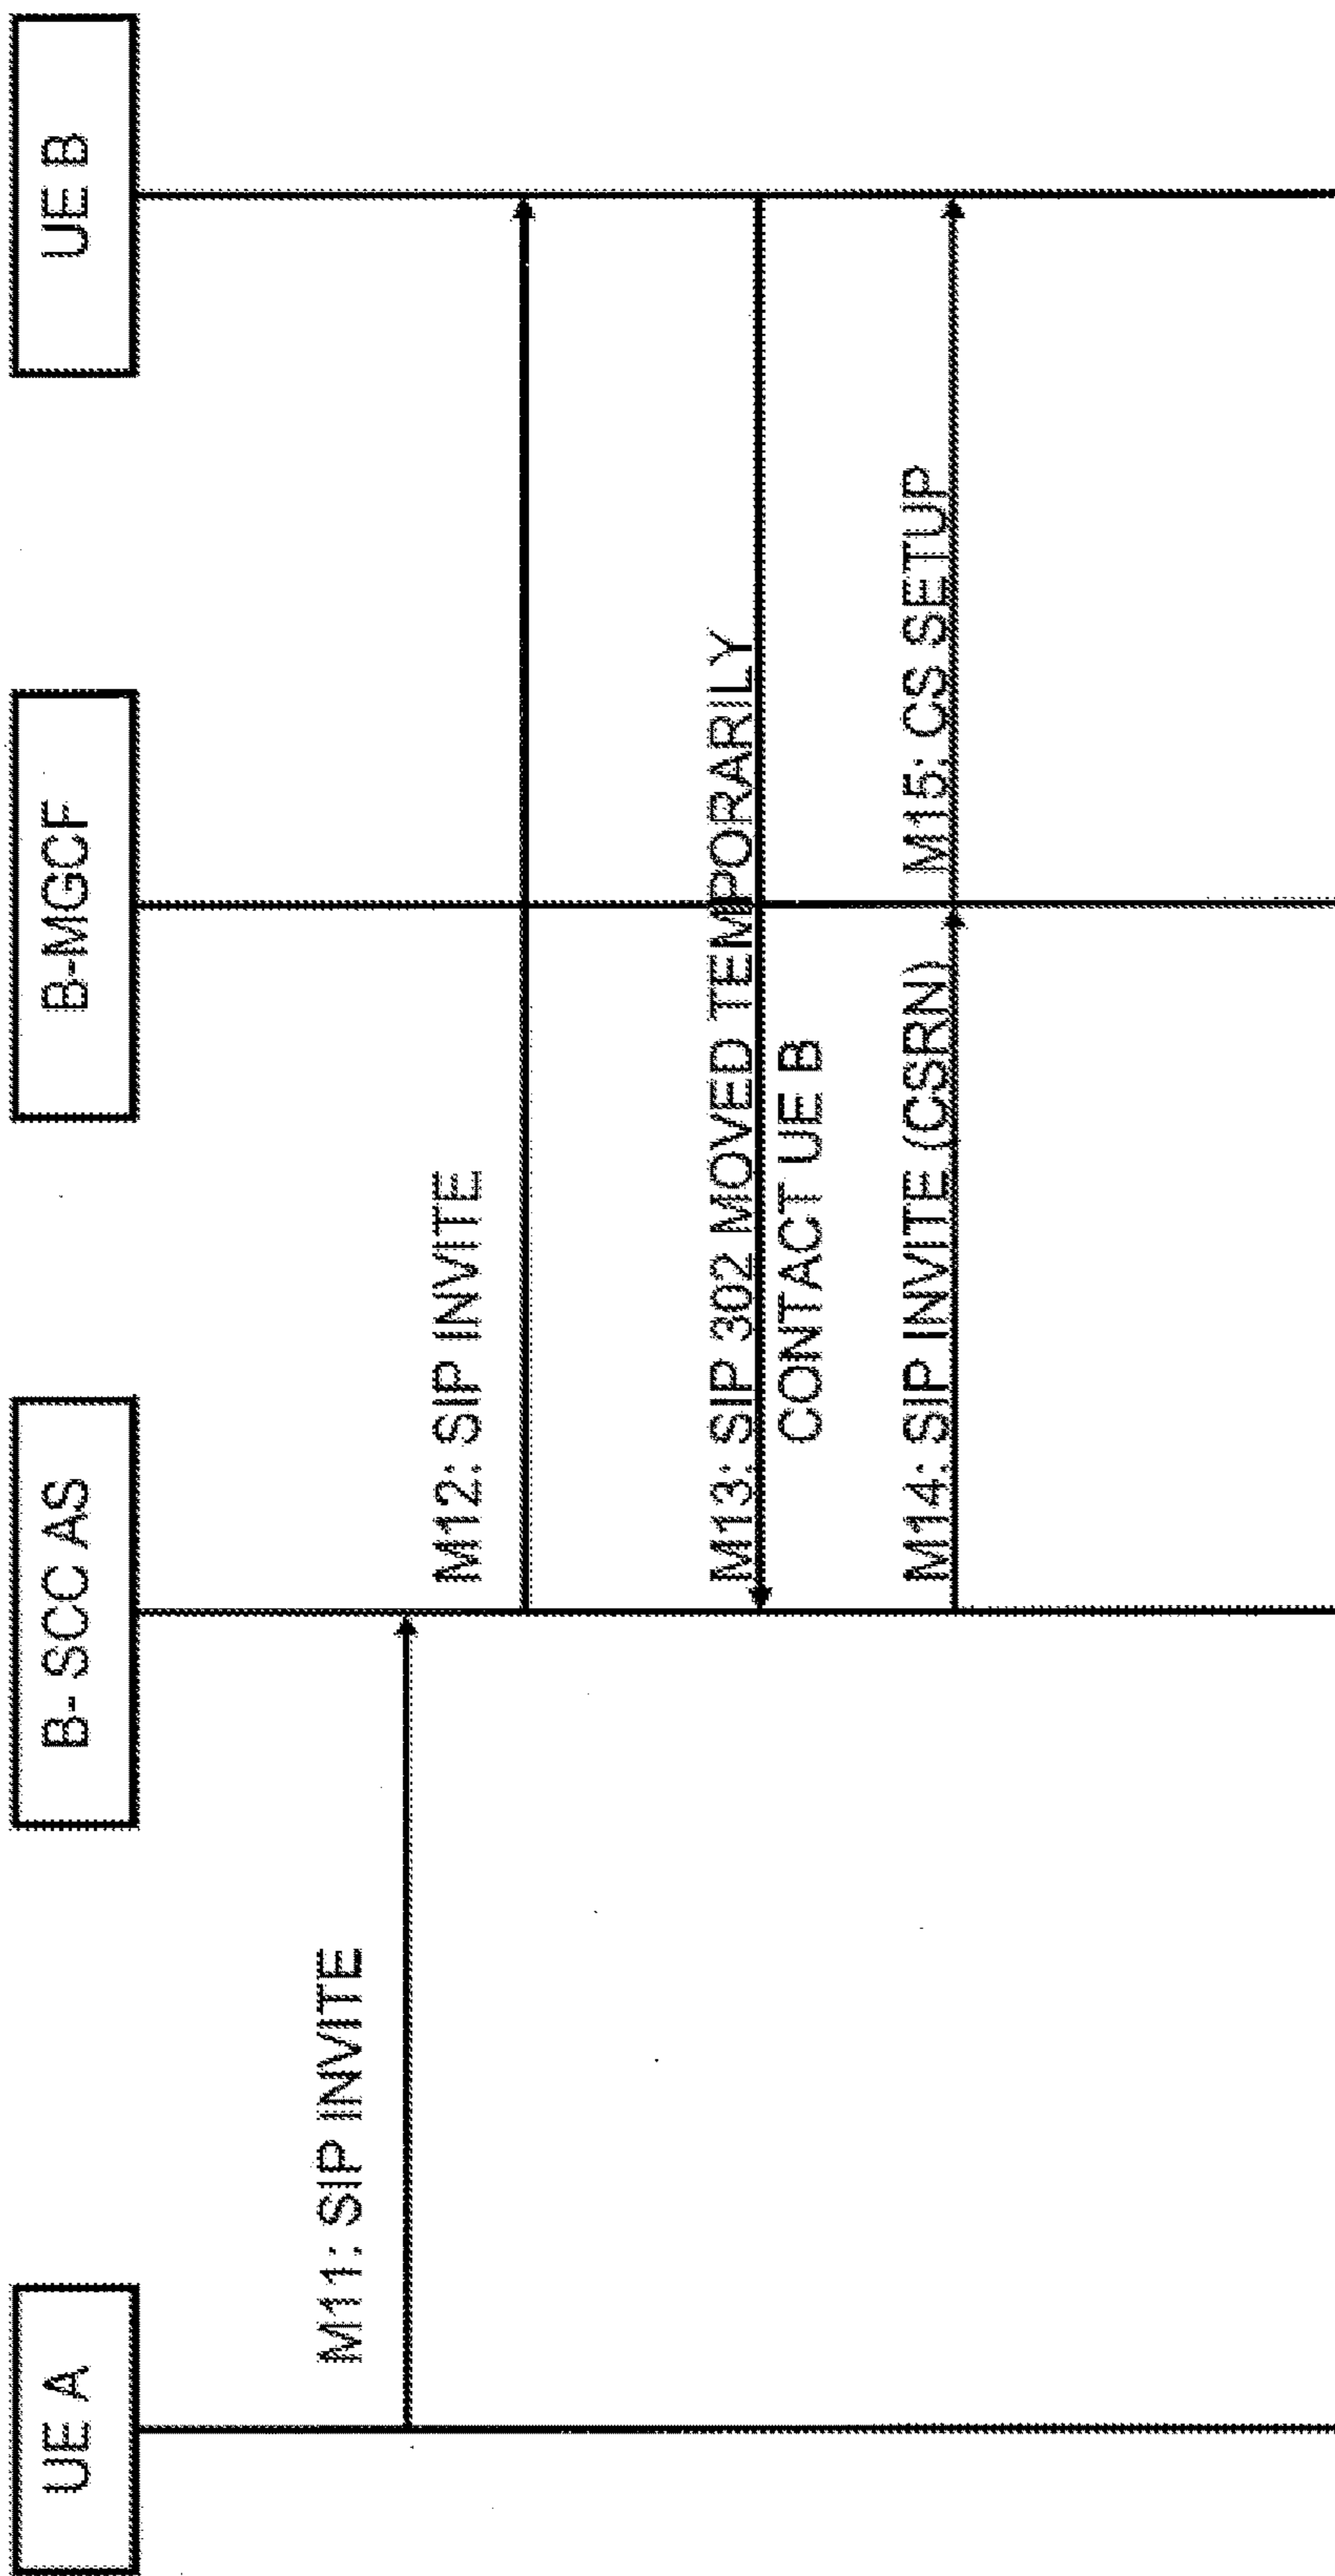 UE A
B- SCC AS
B-MGCF
UE B
M11: SIP INVITE
M12: SIP INVITE
M13: SIP 302 MOVED TEMPORARILY
CONTACT UE B
M14: SIP INVITE (CSRN)
M15: CS SETUP